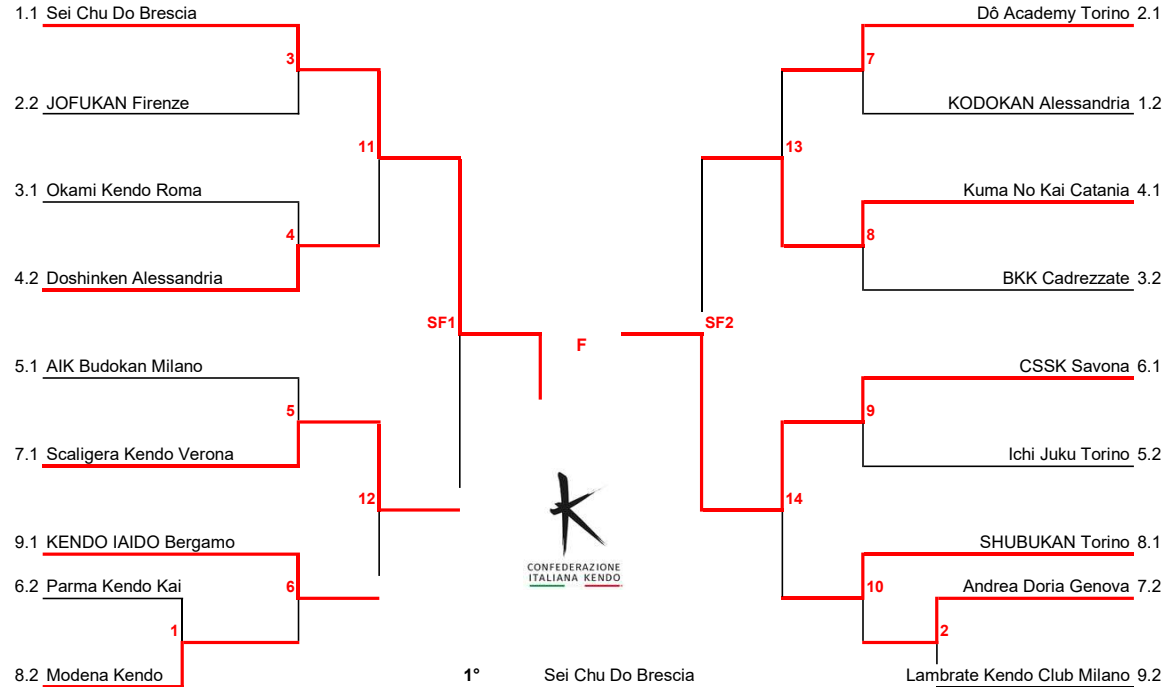 1.1 Sei Chu Do Brescia
Dô Academy Torino 2.1
3
7
2.2 JOFUKAN Firenze
KODOKAN Alessandria 1.2
11
13
3.1 Okami Kendo Roma
Kuma No Kai Catania 4.1
4
8
4.2 Doshinken Alessandria
BKK Cadrezzate 3.2
SF1
SF2
F
5.1 AIK Budokan Milano
CSSK Savona 6.1
5
9
7.1 Scaligera Kendo Verona
Ichi Juku Torino 5.2
12
14
9.1 KENDO IAIDO Bergamo
SHUBUKAN Torino 8.1
CONFEDERAZIONE
ITALIANA KENDO
6.2 Parma Kendo Kai
6
10
Andrea Doria Genova 7.2
1
2
8.2 Modena Kendo
1° Sei Chu Do Brescia
Lambrate Kendo Club Milano 9.2